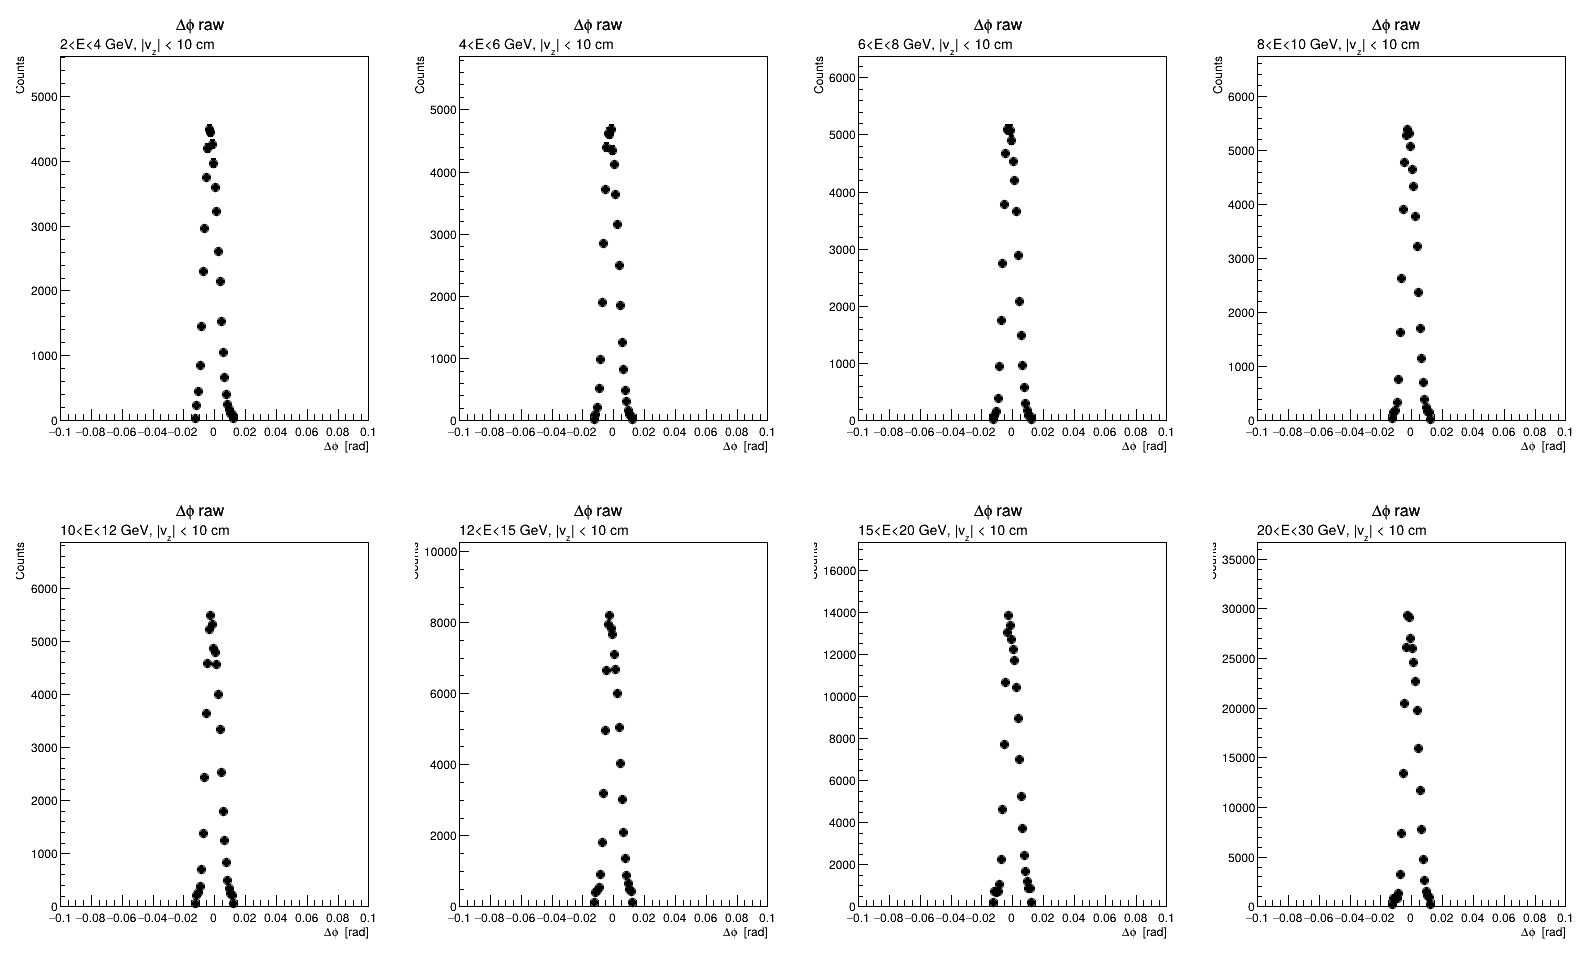 Δϕ raw
2<E<4 GeV, |v_z| < 10 cm
Counts
5000
4000
3000
2000
1000
0
−0.1 −0.08 −0.06 −0.04 −0.02 0 0.02 0.04 0.06 0.08 0.1
Δϕ [rad]
Δϕ raw
4<E<6 GeV, |v_z| < 10 cm
Counts
5000
4000
3000
2000
1000
0
−0.1 −0.08 −0.06 −0.04 −0.02 0 0.02 0.04 0.06 0.08 0.1
Δϕ [rad]
Δϕ raw
6<E<8 GeV, |v_z| < 10 cm
Counts
6000
5000
4000
3000
2000
1000
0
−0.1 −0.08 −0.06 −0.04 −0.02 0 0.02 0.04 0.06 0.08 0.1
Δϕ [rad]
Δϕ raw
8<E<10 GeV, |v_z| < 10 cm
Counts
6000
5000
4000
3000
2000
1000
0
−0.1 −0.08 −0.06 −0.04 −0.02 0 0.02 0.04 0.06 0.08 0.1
Δϕ [rad]
Δϕ raw
10<E<12 GeV, |v_z| < 10 cm
Counts
6000
5000
4000
3000
2000
1000
0
−0.1 −0.08 −0.06 −0.04 −0.02 0 0.02 0.04 0.06 0.08 0.1
Δϕ [rad]
Δϕ raw
12<E<15 GeV, |v_z| < 10 cm
Counts
10000
8000
6000
4000
2000
0
−0.1 −0.08 −0.06 −0.04 −0.02 0 0.02 0.04 0.06 0.08 0.1
Δϕ [rad]
Δϕ raw
15<E<20 GeV, |v_z| < 10 cm
Counts
16000
14000
12000
10000
8000
6000
4000
2000
0
−0.1 −0.08 −0.06 −0.04 −0.02 0 0.02 0.04 0.06 0.08 0.1
Δϕ [rad]
Δϕ raw
20<E<30 GeV, |v_z| < 10 cm
Counts
35000
30000
25000
20000
15000
10000
5000
0
−0.1 −0.08 −0.06 −0.04 −0.02 0 0.02 0.04 0.06 0.08 0.1
Δϕ [rad]